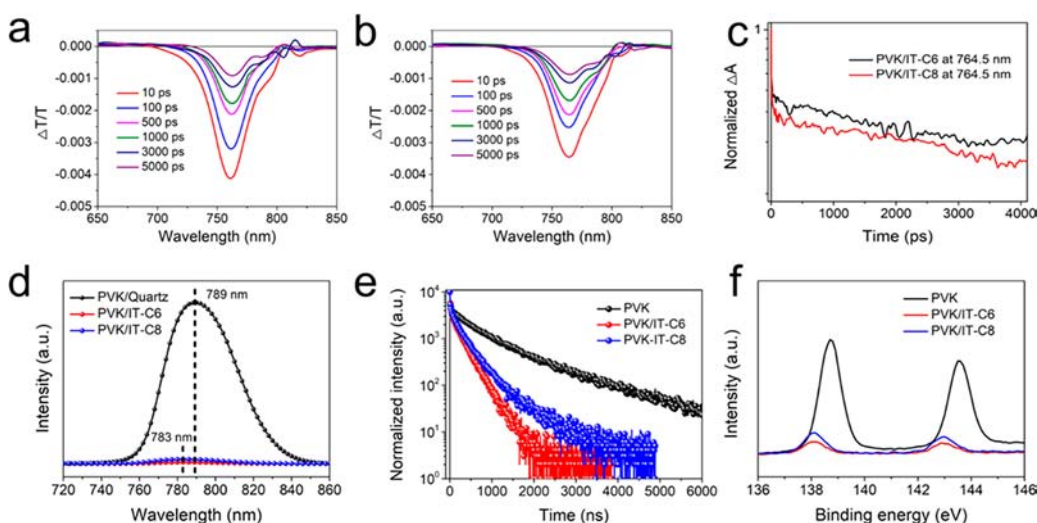 a
0.000
-0.001
-0.002
-0.003
-0.004
-0.005
ΔT/T
10 ps
100 ps
500 ps
1000 ps
3000 ps
5000 ps
650 700 750 800 850
Wavelength (nm)
b
0.000
-0.001
-0.002
-0.003
-0.004
-0.005
ΔT/T
10 ps
100 ps
500 ps
1000 ps
3000 ps
5000 ps
650 700 750 800 850
Wavelength (nm)
c
Normalized ΔA
1
PVK/IT-C6 at 764.5 nm
PVK/IT-C8 at 764.5 nm
0 1000 2000 3000 4000
Time (ps)
d
Intensity (a.u.)
PVK/Quartz
PVK/IT-C6
PVK/IT-C8
789 nm
783 nm
720 740 760 780 800 820 840 860
Wavelength (nm)
e
Normalized intensity (a.u.)
10⁴
10³
10²
10¹
10⁰
PVK
PVK/IT-C6
PVK-IT-C8
0 1000 2000 3000 4000 5000 6000
Time (ns)
f
Intensity (a.u.)
PVK
PVK/IT-C6
PVK/IT-C8
136 138 140 142 144 146
Binding energy (eV)